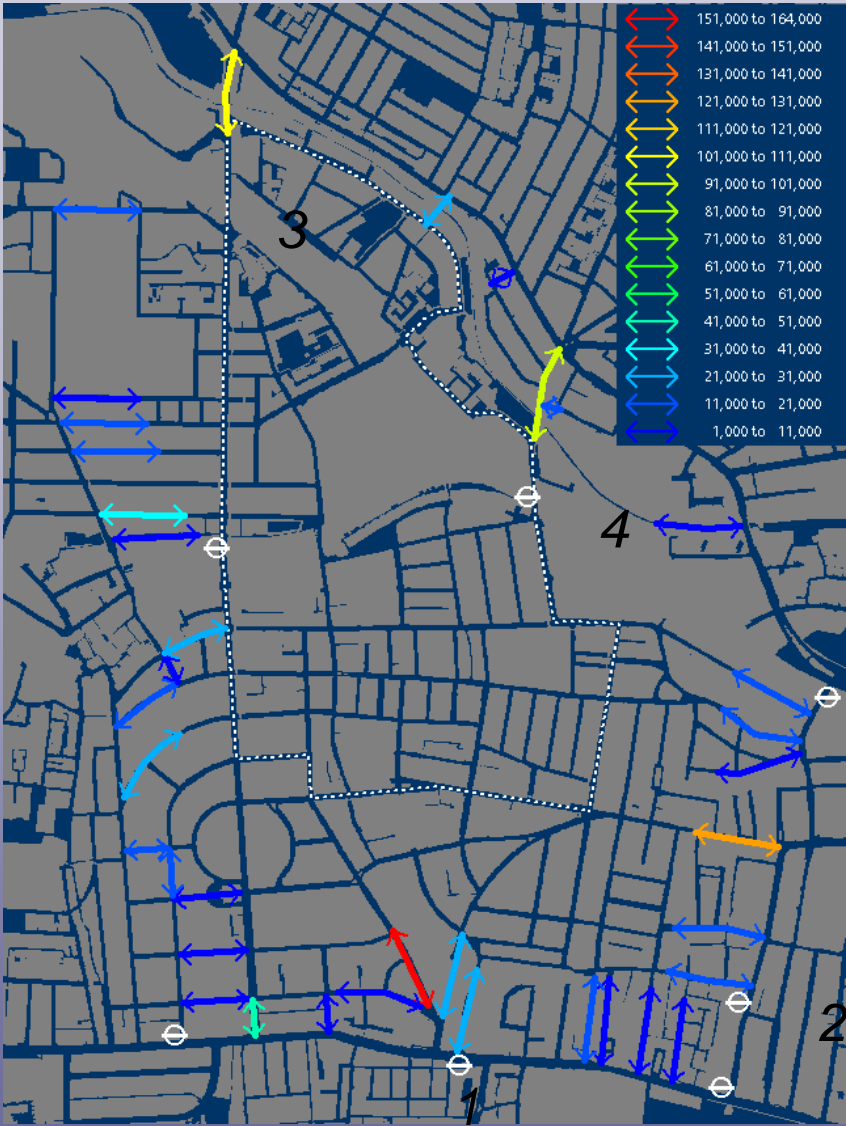 151,000 to 164,000
141,000 to 151,000
131,000 to 141,000
121,000 to 131,000
111,000 to 121,000
101,000 to 111,000
91,000 to 101,000
81,000 to 91,000
71,000 to 81,000
61,000 to 71,000
51,000 to 61,000
41,000 to 51,000
31,000 to 41,000
21,000 to 31,000
11,000 to 21,000
1,000 to 11,000
3
4
2
1